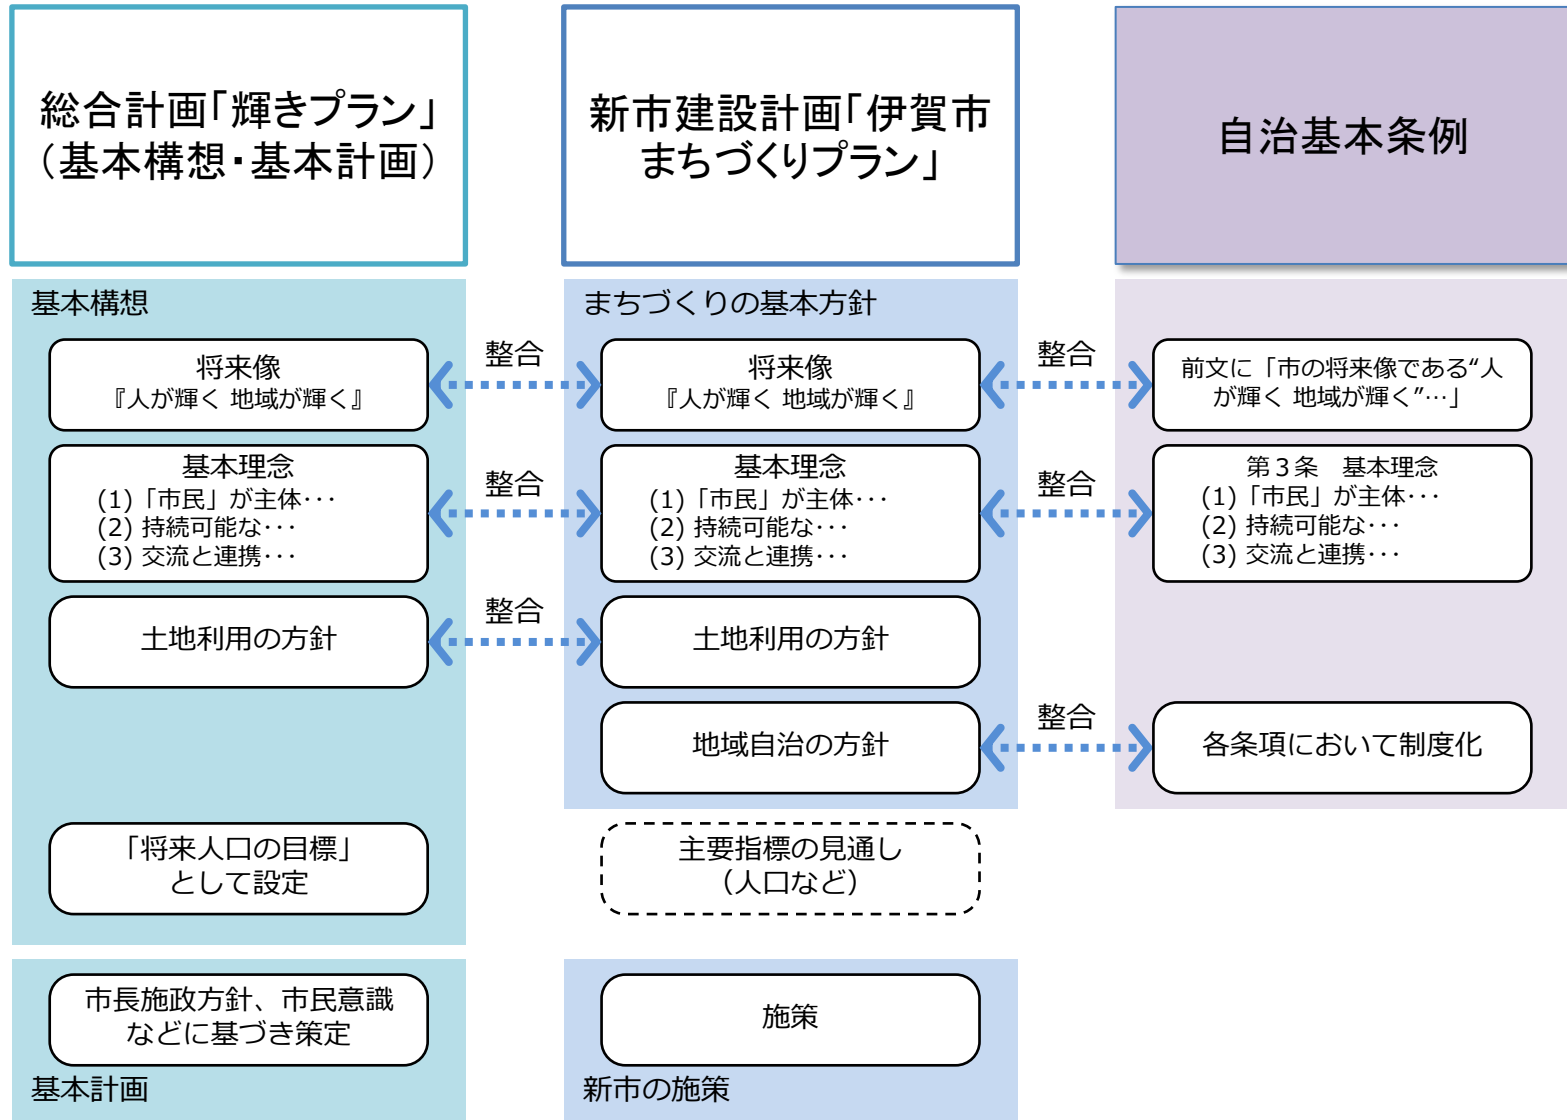 総合計画「輝きプラン」
（基本構想・基本計画）
新市建設計画「伊賀市
まちづくりプラン」
自治基本条例
基本構想
まちづくりの基本方針
将来像
『人が輝く 地域が輝く』
整合
将来像
『人が輝く 地域が輝く』
整合
前文に「市の将来像である“人
が輝く 地域が輝く”…」
基本理念
(1)「市民」が主体･･･
(2) 持続可能な･･･
(3) 交流と連携･･･
整合
基本理念
(1)「市民」が主体･･･
(2) 持続可能な･･･
(3) 交流と連携･･･
整合
第３条　基本理念
(1)「市民」が主体･･･
(2) 持続可能な･･･
(3) 交流と連携･･･
土地利用の方針
整合
土地利用の方針
地域自治の方針
整合
各条項において制度化
「将来人口の目標」
として設定
主要指標の見通し
（人口など）
市長施政方針、市民意識
などに基づき策定
施策
基本計画
新市の施策